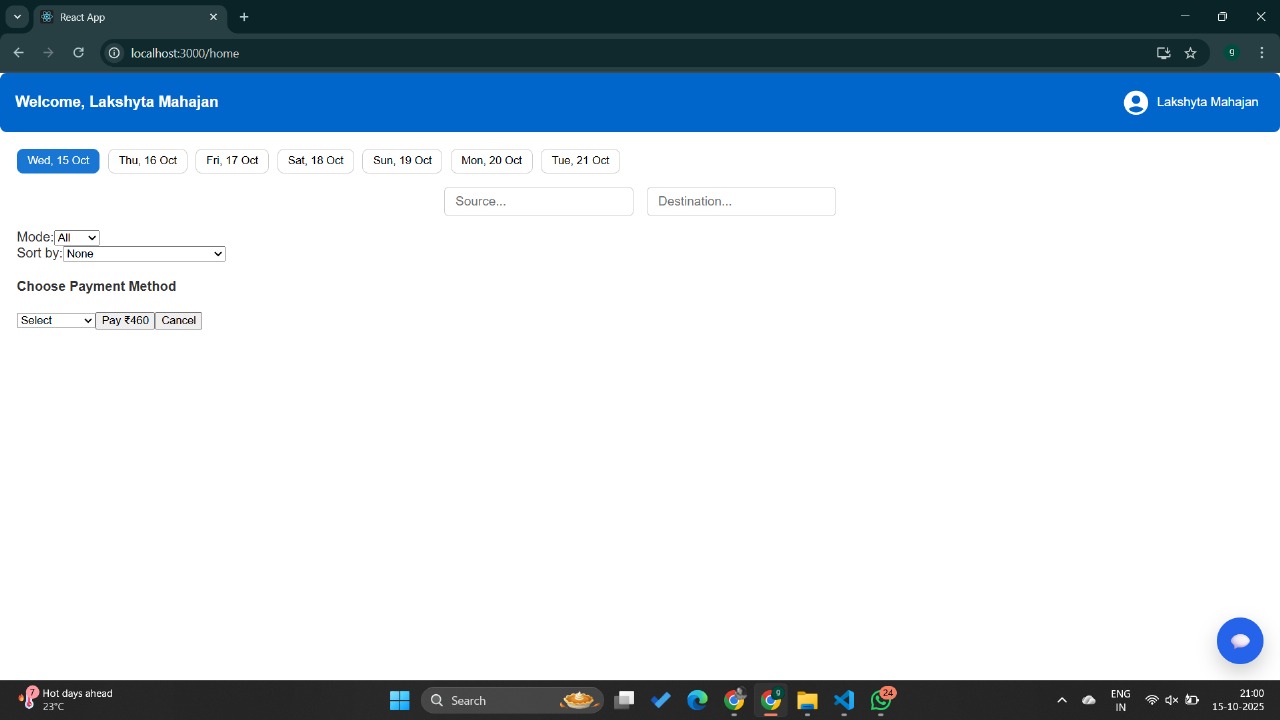 React App
localhost:3000/home
g
Welcome, Lakshyta Mahajan
Lakshyta Mahajan
Wed, 15 Oct
Thu, 16 Oct
Fri, 17 Oct
Sat, 18 Oct
Sun, 19 Oct
Mon, 20 Oct
Tue, 21 Oct
Source...
Destination...
Mode: All
Sort by: None
Choose Payment Method
Select
Pay ₹460
Cancel
7
Hot days ahead
23°C
Search
9
24
ENG
IN
21:00
15-10-2025